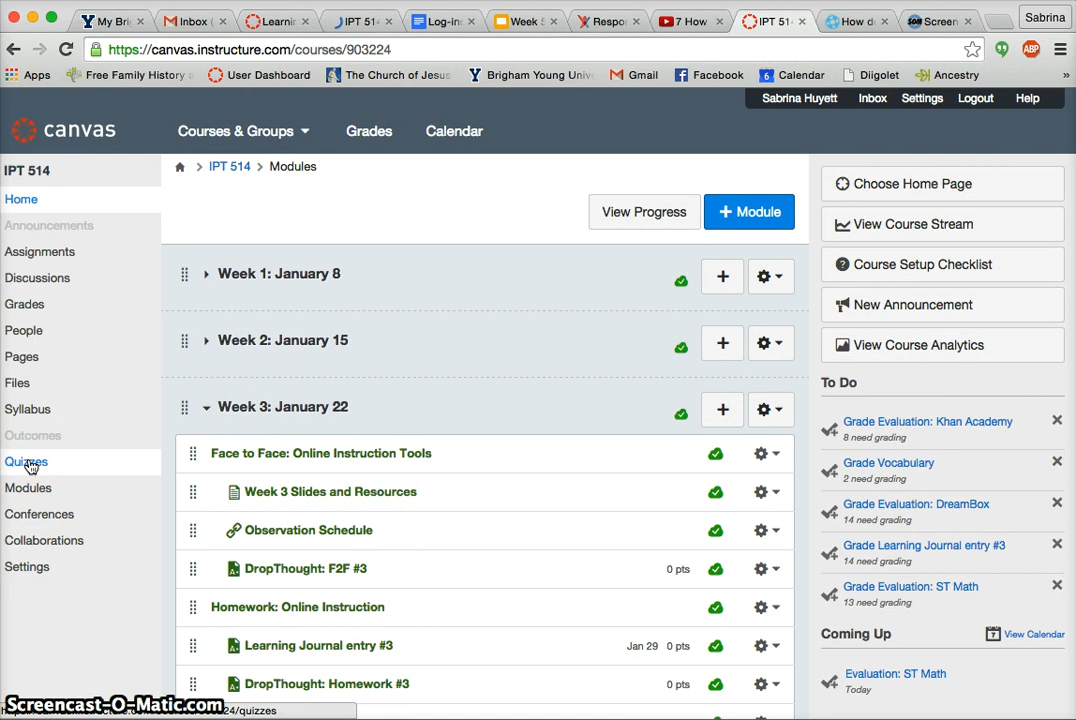 My Bri
Inbox (
Learnin
IPT 514
Log-in:
Week 5
Respo
7 How
IPT 514
How do
Screen
Sabrina
https://canvas.instructure.com/courses/903224
ABP
Apps
Free Family History
User Dashboard
The Church of Jesus
Brigham Young Univ
Gmail
Facebook
6 Calendar
Diigolet
Ancestry
»
Sabrina Huyett Inbox Settings Logout Help
canvas
Courses & Groups
Grades
Calendar
IPT 514
IPT 514 > Modules
Home
Announcements
Assignments
Discussions
Grades
People
Pages
Files
Syllabus
Outcomes
Quizzes
Modules
Conferences
Collaborations
Settings
View Progress
+ Module
Week 1: January 8
Week 2: January 15
Week 3: January 22
Face to Face: Online Instruction Tools
Week 3 Slides and Resources
Observation Schedule
DropThought: F2F #3
0 pts
Homework: Online Instruction
Learning Journal entry #3
Jan 29 0 pts
DropThought: Homework #3
0 pts
Choose Home Page
View Course Stream
Course Setup Checklist
New Announcement
View Course Analytics
To Do
Grade Evaluation: Khan Academy
8 need grading
Grade Vocabulary
2 need grading
Grade Evaluation: DreamBox
14 need grading
Grade Learning Journal entry #3
14 need grading
Grade Evaluation: ST Math
13 need grading
Coming Up
7 View Calendar
Evaluation: ST Math
Today
Screencast-O-Matic.com
/quizzes